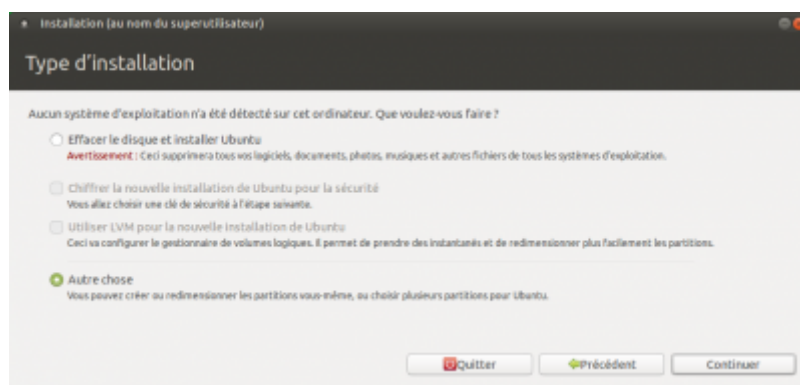 Installation (au nom du superutilisateur)
Type d'installation
Aucun système d'exploitation n'a été détecté sur cet ordinateur. Que voulez-vous faire ?
Effacer le disque et installer Ubuntu
Avertissement : Ceci supprimera tous vos logiciels, documents, photos, musiques et autres fichiers de tous les systèmes d'exploitation.
Chiffrer la nouvelle installation de Ubuntu pour la sécurité
Vous allez choisir une clé de sécurité à l'étape suivante.
Utiliser LVM pour la nouvelle installation de Ubuntu
Ceci va configurer le gestionnaire de volumes logiques. Il permet de prendre des instantanés et de redimensionner plus facilement les partitions.
Autre chose
Vous pouvez créer ou redimensionner les partitions vous-même, ou choisir plusieurs partitions pour Ubuntu.
Quitter Précédent Continuer